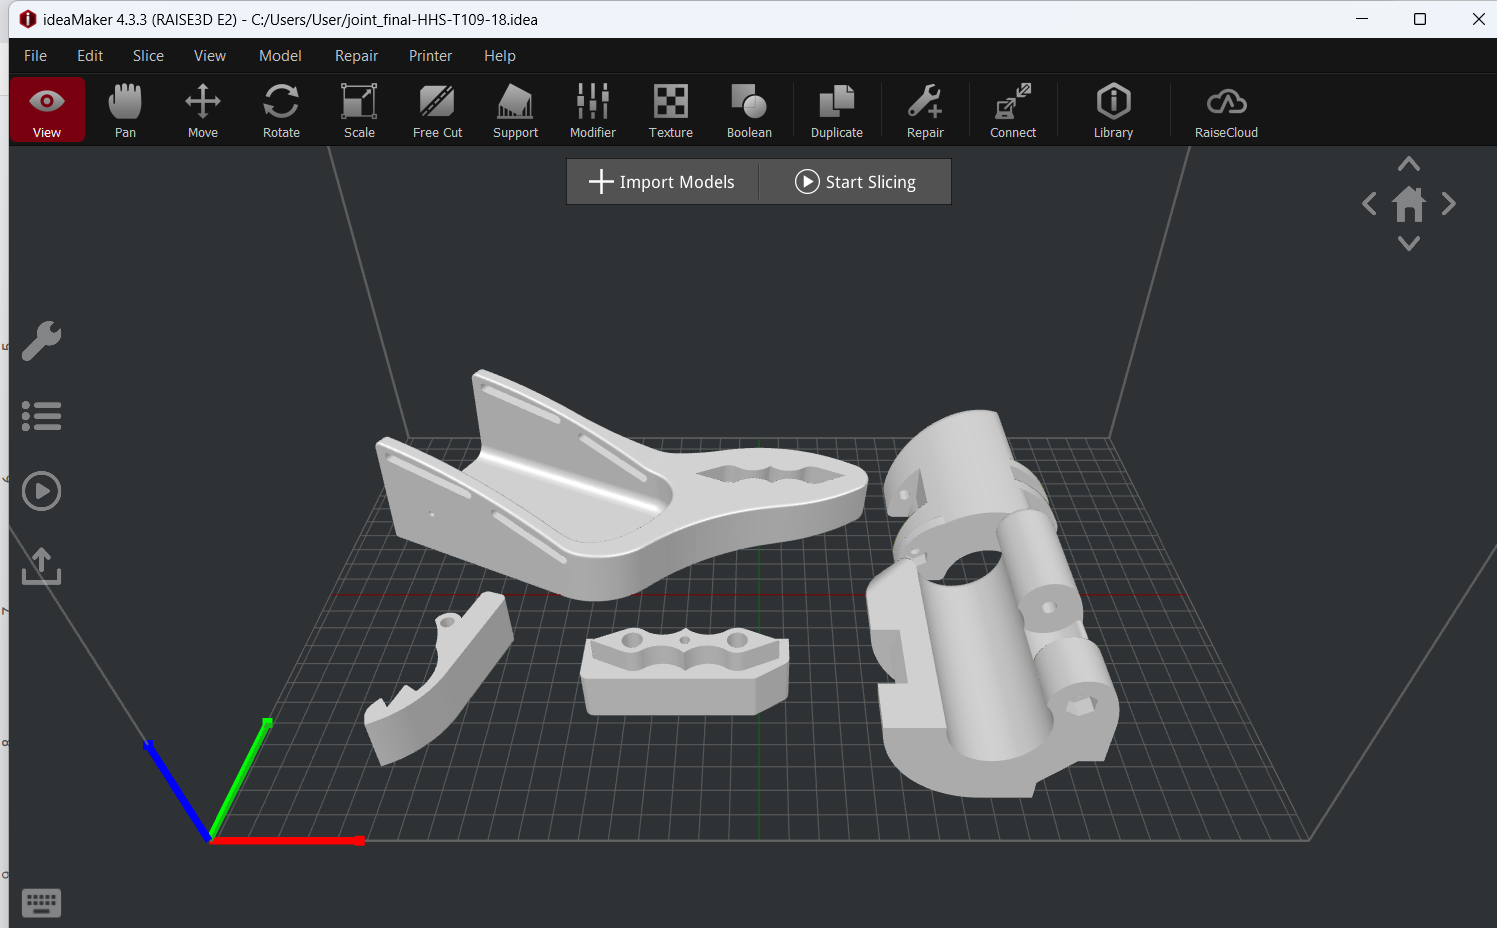 ideaMaker 4.3.3 (RAISE3D E2) - C:/Users/User/joint_final-HHS-T109-18.idea
File Edit Slice View Model Repair Printer Help
View Pan Move Rotate Scale Free Cut Support Modifier Texture Boolean Duplicate Repair Connect Library RaiseCloud
Import Models Start Slicing